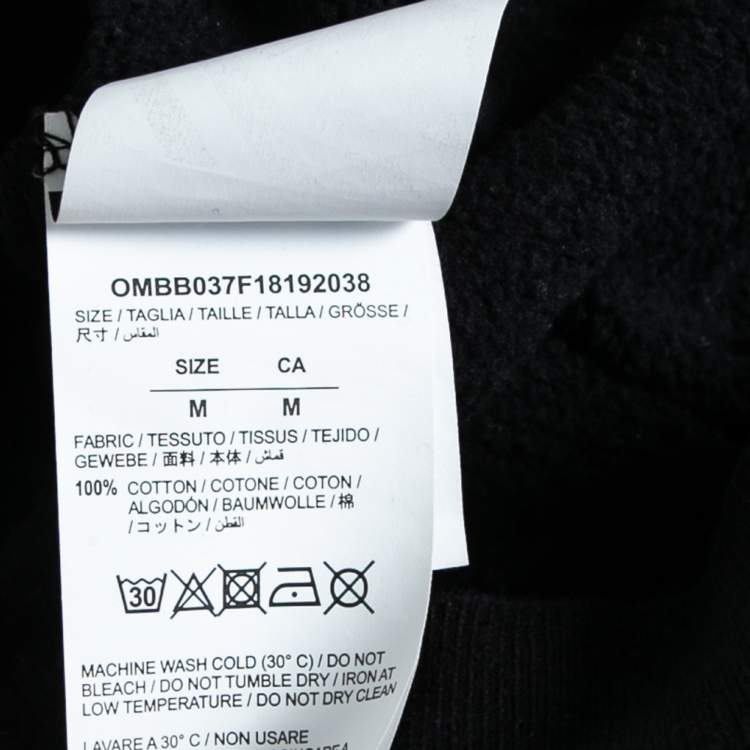 OMBB037F18192038
SIZE / TAGLIA / TAILLE / TALLA / GRÖSSE /
尺寸 / المقاس
SIZE CA
M M
FABRIC / TESSUTO / TISSUS / TEJIDO /
GEWEBE / 面料 / 本体 / قماش
100% COTTON / COTONE / COTON /
ALGODÓN / BAUMWOLLE / 棉
/ コットン / القطن
30
MACHINE WASH COLD (30° C) / DO NOT
BLEACH / DO NOT TUMBLE DRY / IRON AT
LOW TEMPERATURE / DO NOT DRY CLEAN
LAVARE A 30° C / NON USARE